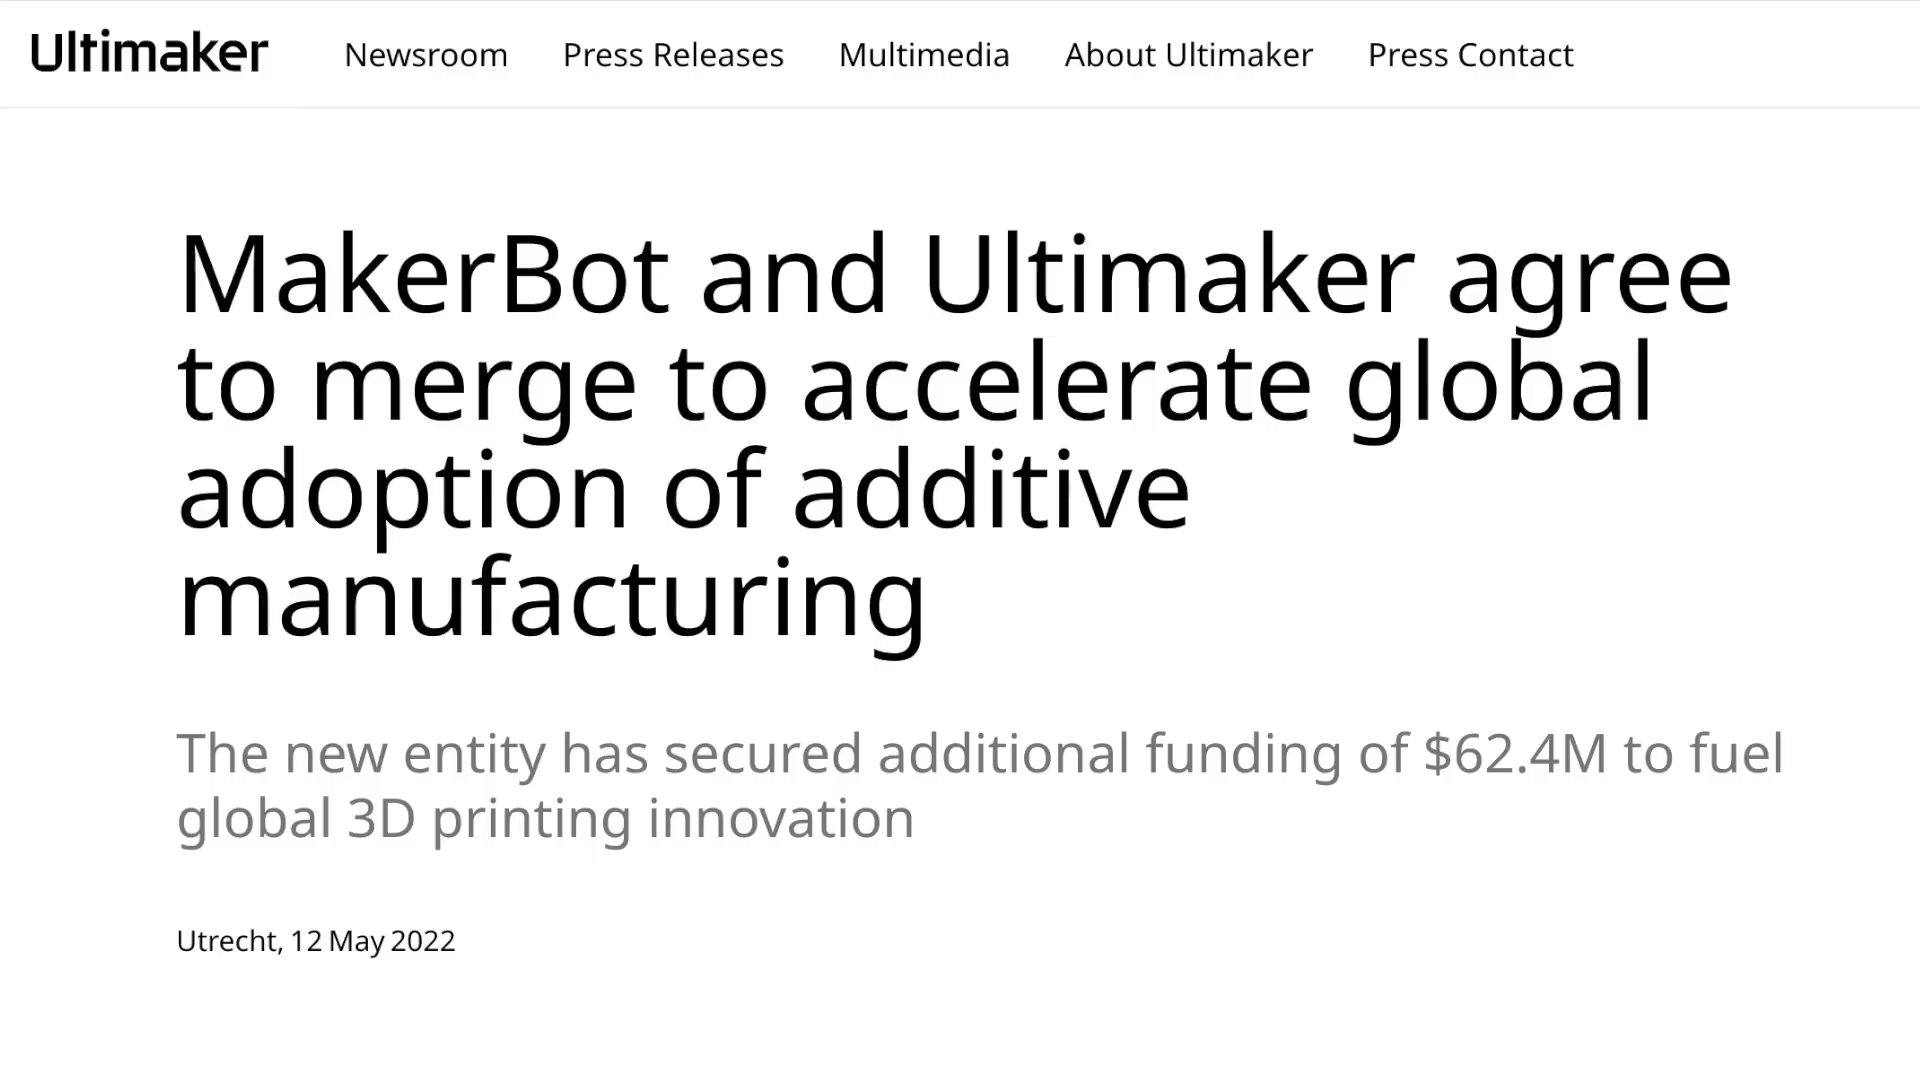 Ultimaker Newsroom Press Releases Multimedia About Ultimaker Press Contact
MakerBot and Ultimaker agree
to merge to accelerate global
adoption of additive
manufacturing
The new entity has secured additional funding of $62.4M to fuel
global 3D printing innovation
Utrecht, 12 May 2022